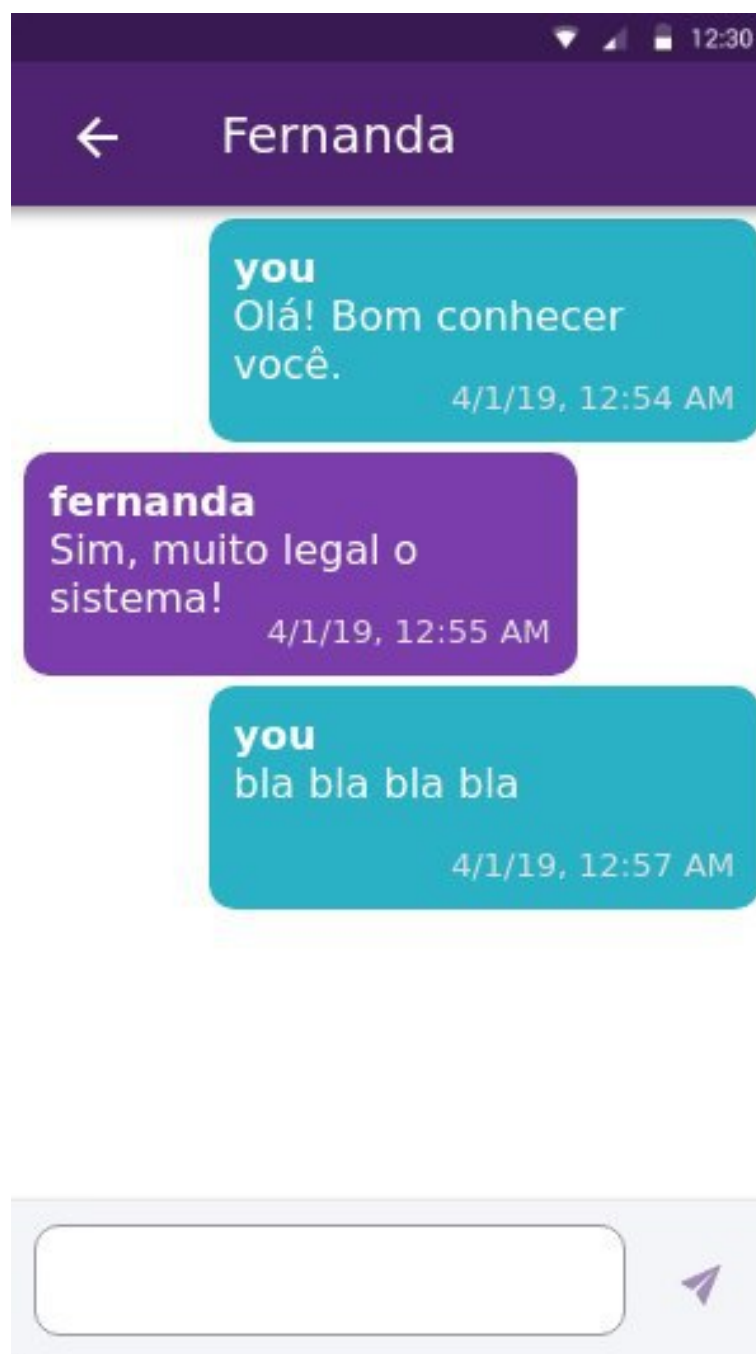 12:30
Fernanda
you
Olá! Bom conhecer
você.
4/1/19, 12:54 AM
fernanda
Sim, muito legal o
sistema!
4/1/19, 12:55 AM
you
bla bla bla bla
4/1/19, 12:57 AM